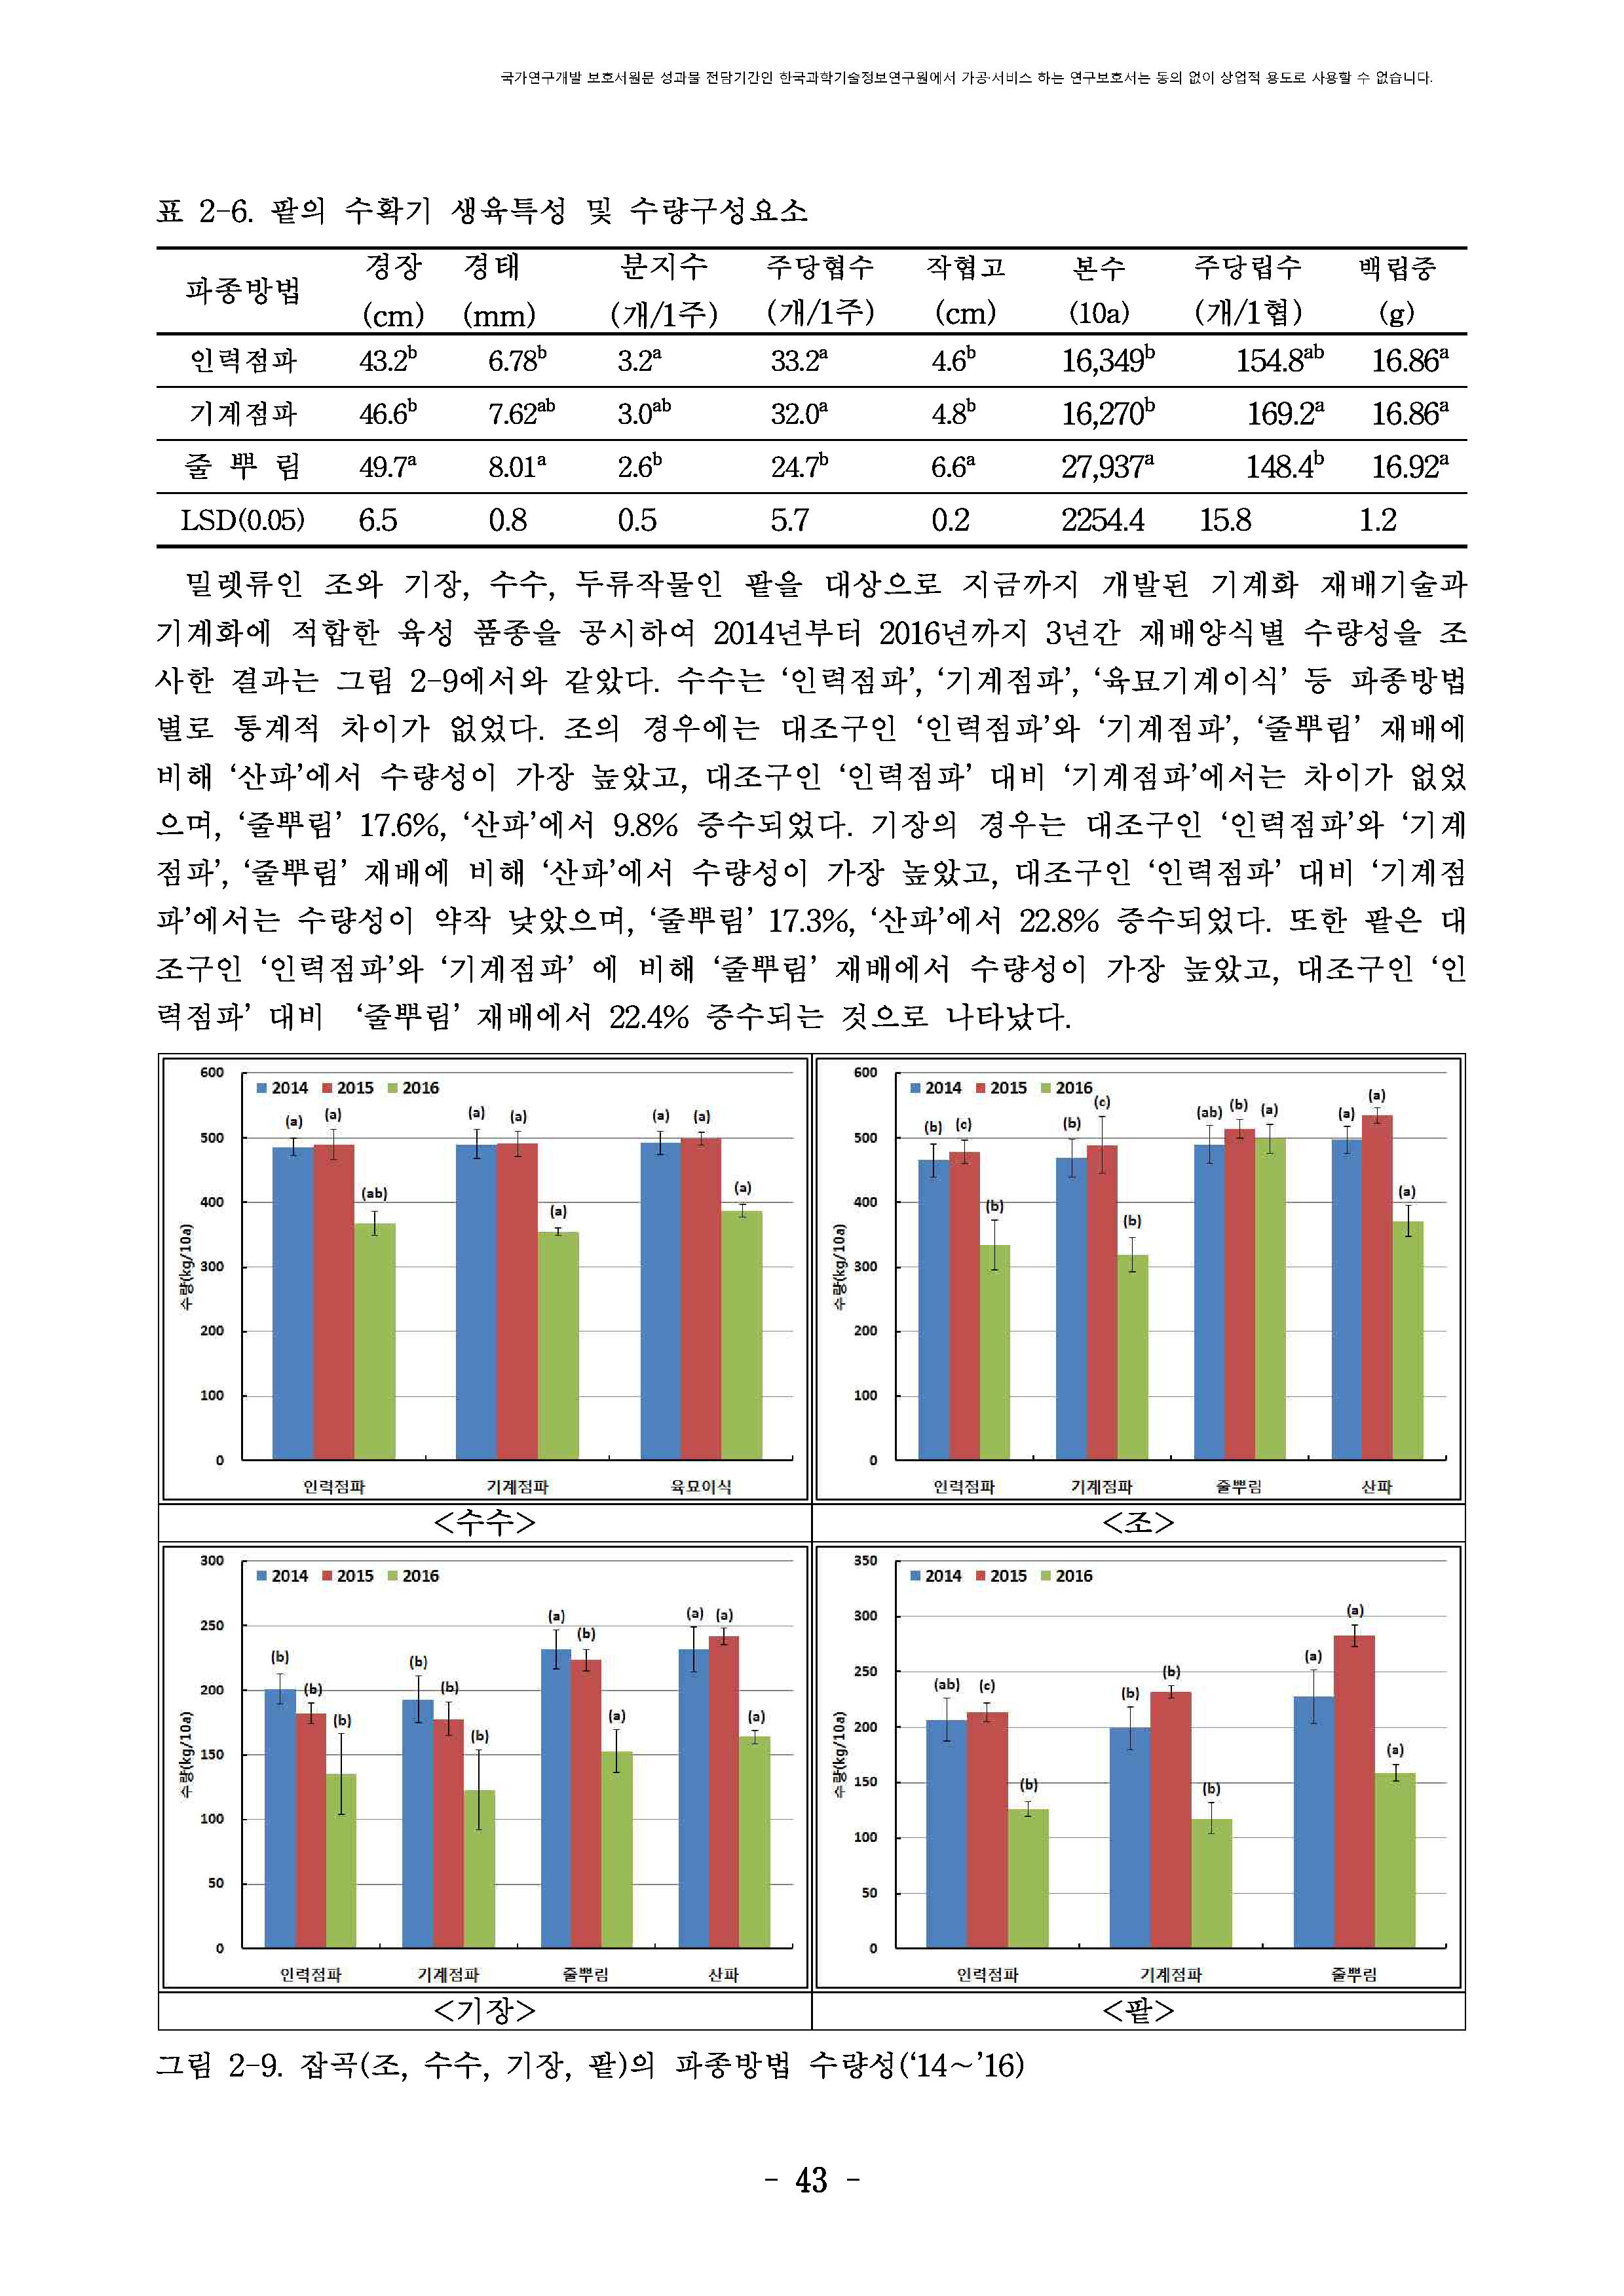 국가연구개발 보호서원문 성과물 전담기간인 한국과학기술정보연구원에서 가공·서비스 하는 연구보호서는 동의 없이 상업적 용도로 사용할 수 없습니다.
표 2-6. 팥의 수확기 생육특성 및 수량구성요소
파종방법 경장 (cm) 경태 (mm) 분지수 (개/1주) 주당협수 (개/1주) 착협고 (cm) 본수 (10a) 주당립수 (개/1협) 백립중 (g)
인력점파 43.2b 6.78b 3.2a 33.2a 4.6b 16,349b 154.8ab 16.86a
기계점파 46.6b 7.62ab 3.0ab 32.0a 4.8b 16,270b 169.2a 16.86a
줄 뿌 림 49.7a 8.01a 2.6b 24.7b 6.6a 27,937a 148.4b 16.92a
LSD(0.05) 6.5 0.8 0.5 5.7 0.2 2254.4 15.8 1.2
밀렛류인 조와 기장, 수수, 두류작물인 팥을 대상으로 지금까지 개발된 기계화 재배기술과
기계화에 적합한 육성 품종을 공시하여 2014년부터 2016년까지 3년간 재배양식별 수량성을 조
사한 결과는 그림 2-9에서와 같았다. 수수는 ‘인력점파’, ‘기계점파’, ‘육묘기계이식’ 등 파종방법
별로 통계적 차이가 없었다. 조의 경우에는 대조구인 ‘인력점파’와 ‘기계점파’, ‘줄뿌림’ 재배에
비해 ‘산파’에서 수량성이 가장 높았고, 대조구인 ‘인력점파’ 대비 ‘기계점파’에서는 차이가 없었
으며, ‘줄뿌림’ 17.6%, ‘산파’에서 9.8% 증수되었다. 기장의 경우는 대조구인 ‘인력점파’와 ‘기계
점파’, ‘줄뿌림’ 재배에 비해 ‘산파’에서 수량성이 가장 높았고, 대조구인 ‘인력점파’ 대비 ‘기계점
파’에서는 수량성이 약작 낮았으며, ‘줄뿌림’ 17.3%, ‘산파’에서 22.8% 증수되었다. 또한 팥은 대
조구인 ‘인력점파’와 ‘기계점파’ 에 비해 ‘줄뿌림’ 재배에서 수량성이 가장 높았고, 대조구인 ‘인
력점파’ 대비 ‘줄뿌림’ 재배에서 22.4% 증수되는 것으로 나타났다.
600
2014 2015 2016
(a) (a) (a) (a) (a) (a)
500
(ab) (a) (a)
400
300
200
100
0
수량(kg/10a)
인력점파 기계점파 육묘이식
<수수>
600
2014 2015 2016
(b) (c) (b) (c) (ab) (b) (a) (a) (a)
500
(b) (b) (a)
400
300
200
100
0
수량(kg/10a)
인력점파 기계점파 줄뿌림 산파
<조>
300
2014 2015 2016
250
(b) (b) (b) (b) (b) (b) (a) (b) (a) (a) (a) (a)
200
150
100
50
0
수량(kg/10a)
인력점파 기계점파 줄뿌림 산파
<기장>
350
2014 2015 2016
300
250
(ab) (c) (b) (b) (b) (b) (a) (a) (a)
200
150
100
50
0
수량(kg/10a)
인력점파 기계점파 줄뿌림
<팥>
그림 2-9. 잡곡(조, 수수, 기장, 팥)의 파종방법 수량성(‘14～’16)
- 43 -